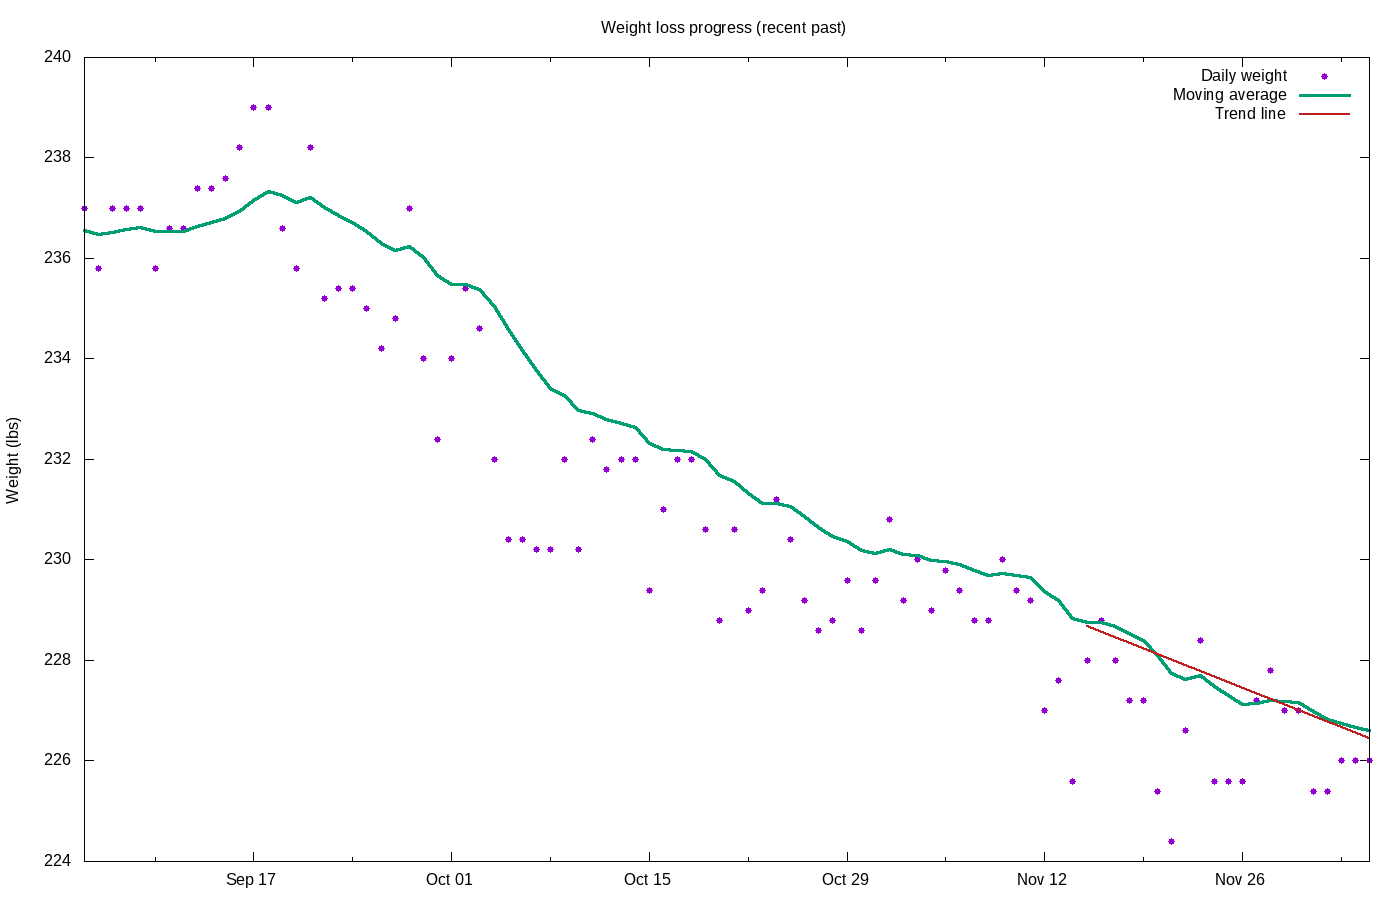 Weight loss progress (recent past)
240
238
236
234
232
230
228
226
224
Weight (lbs)
Daily weight
Moving average
Trend line
Sep 17
Oct 01
Oct 15
Oct 29
Nov 12
Nov 26